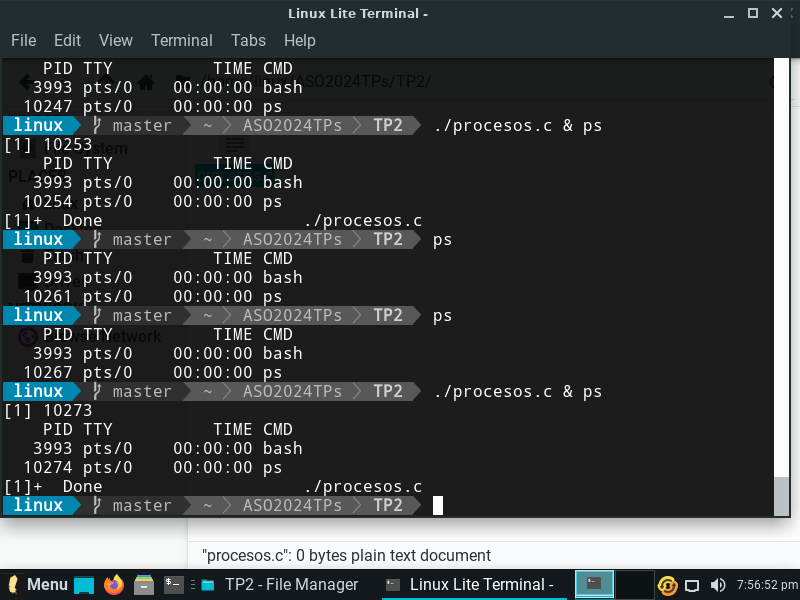 Linux Lite Terminal -
File Edit View Terminal Tabs Help
PID TTY TIME CMD
3993 pts/0 00:00:00 bash
10247 pts/0 00:00:00 ps
linux master ~ ASO2024TPs TP2 ./procesos.c & ps
[1] 10253
PID TTY TIME CMD
3993 pts/0 00:00:00 bash
10254 pts/0 00:00:00 ps
[1]+ Done ./procesos.c
linux master ~ ASO2024TPs TP2 ps
PID TTY TIME CMD
3993 pts/0 00:00:00 bash
10261 pts/0 00:00:00 ps
linux master ~ ASO2024TPs TP2 ps
PID TTY TIME CMD
3993 pts/0 00:00:00 bash
10267 pts/0 00:00:00 ps
linux master ~ ASO2024TPs TP2 ./procesos.c & ps
[1] 10273
PID TTY TIME CMD
3993 pts/0 00:00:00 bash
10274 pts/0 00:00:00 ps
[1]+ Done ./procesos.c
linux master ~ ASO2024TPs TP2
"procesos.c": 0 bytes plain text document
Menu TP2 - File Manager Linux Lite Terminal - 7:56:52 pm